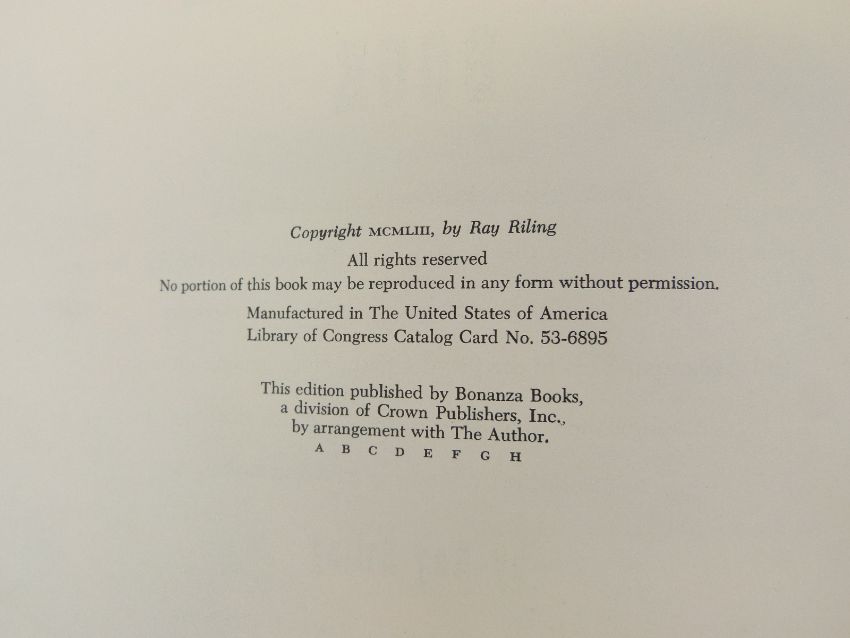 Copyright MCMLIII, by Ray Riling
All rights reserved
No portion of this book may be reproduced in any form without permission.
Manufactured in The United States of America
Library of Congress Catalog Card No. 53-6895
This edition published by Bonanza Books,
a division of Crown Publishers, Inc.,
by arrangement with The Author.
A B C D E F G H